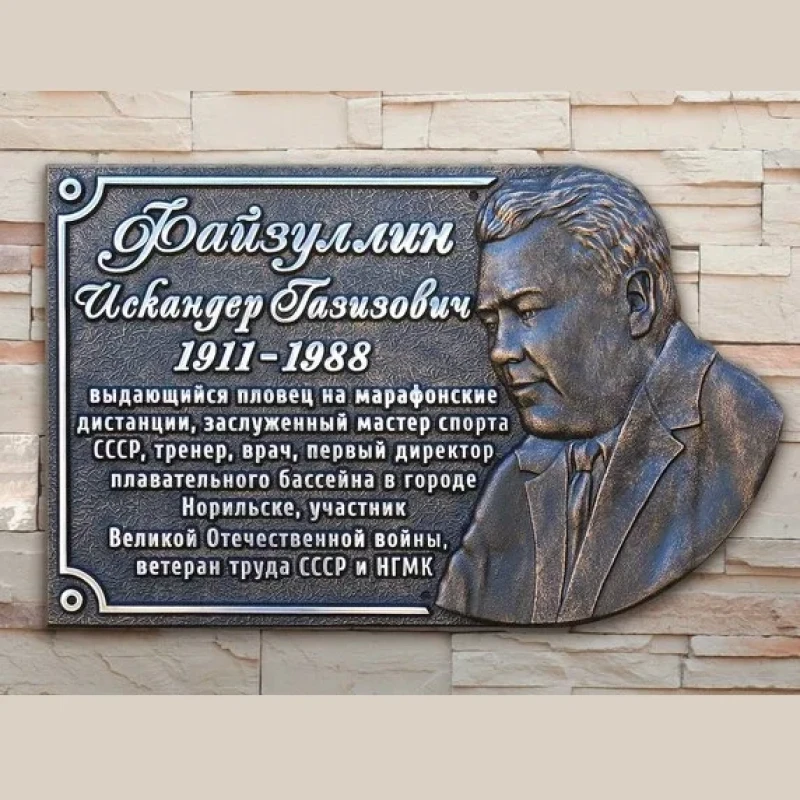 Файзуллин
Искандер Газизович
1911-1988
выдающийся пловец на марафонские
дистанции, заслуженный мастер спорта
СССР, тренер, врач, первый директор
плавательного бассейна в городе
Норильске, участник
Великой Отечественной войны,
ветеран труда СССР и НГМК